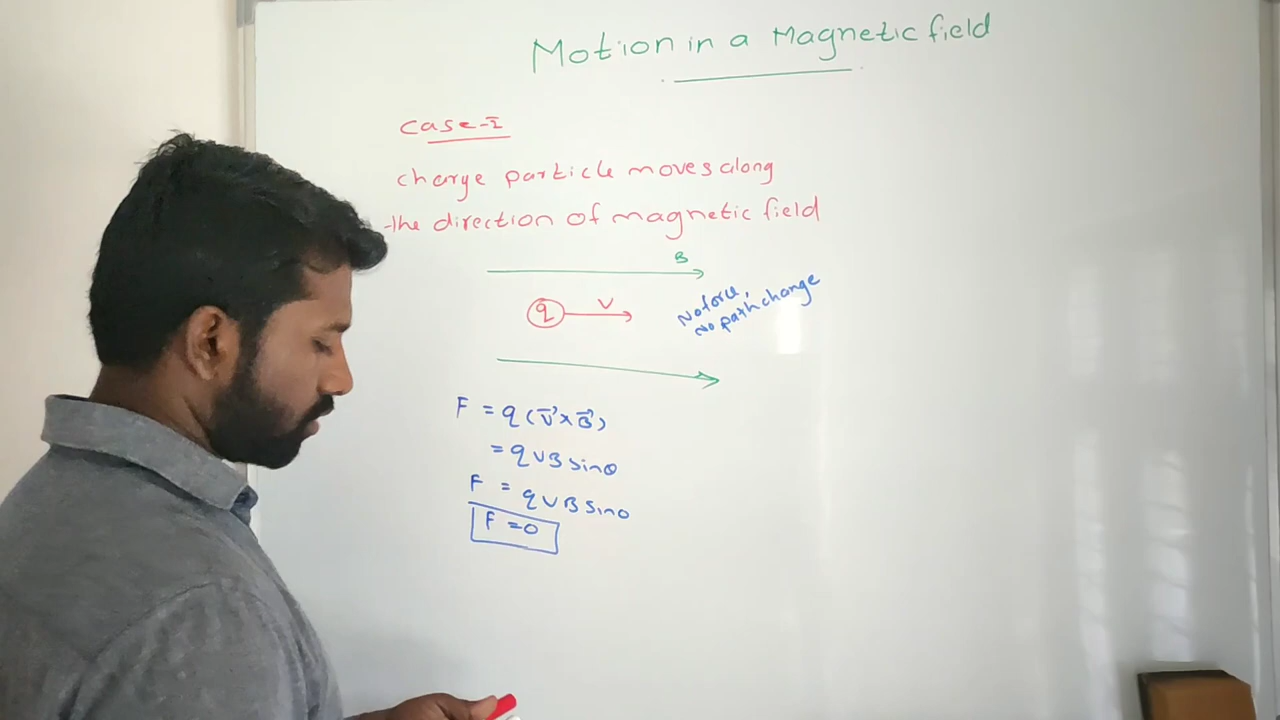 Motion in a Magnetic field
Case-I
charge particle moves along
the direction of magnetic field
B
q V
No force,
No path change
F = q (V⃗ x B⃗)
= qVB sinθ
F = qVB sin0
F = 0